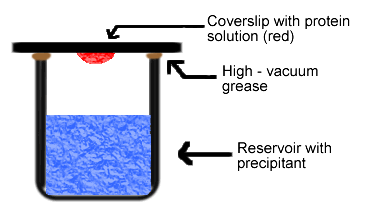 Coverslip with protein
solution (red)
High - vacuum
grease
Reservoir with
precipitant